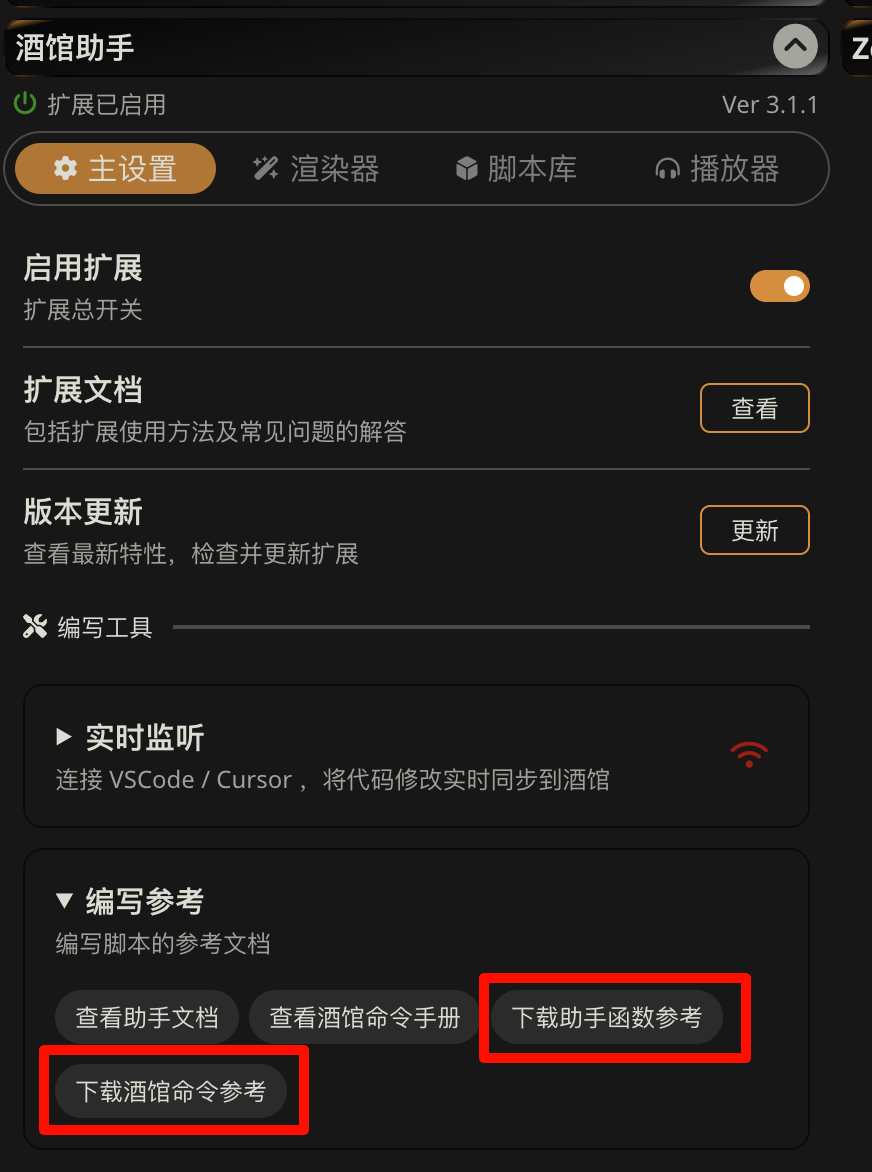 酒馆助手
扩展已启用 Ver 3.1.1
主设置 渲染器 脚本库 播放器
启用扩展
扩展总开关
扩展文档
包括扩展使用方法及常见问题的解答
查看
版本更新
查看最新特性，检查并更新扩展
更新
编写工具
实时监听
连接 VSCode / Cursor ，将代码修改实时同步到酒馆
编写参考
编写脚本的参考文档
查看助手文档 查看酒馆命令手册 下载助手函数参考
下载酒馆命令参考